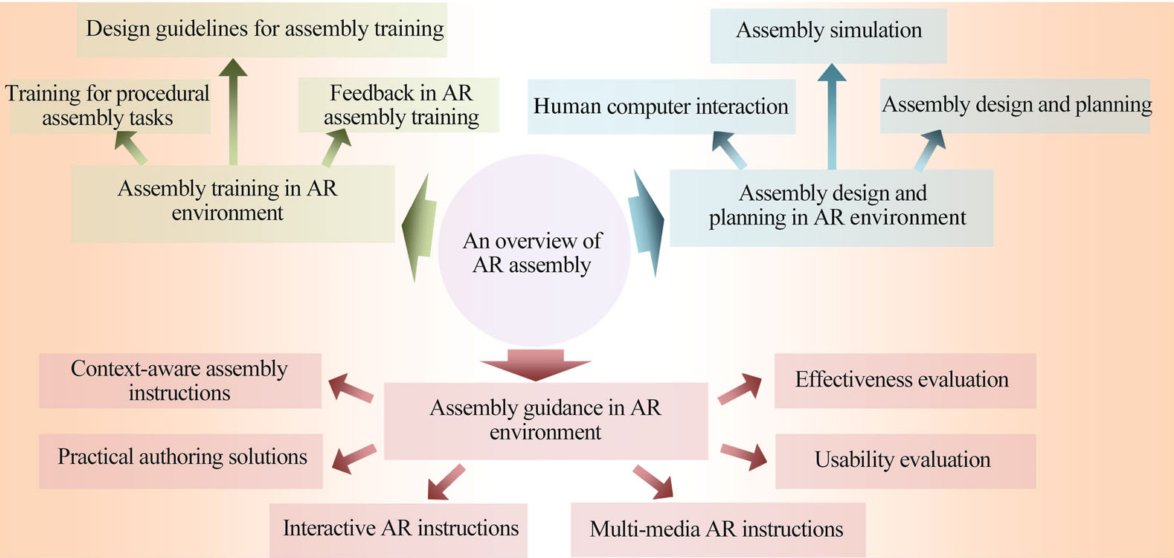 Design guidelines for assembly training
Training for procedural
assembly tasks
Feedback in AR
assembly training
Assembly training in AR
environment
Assembly simulation
Human computer interaction
Assembly design and planning
Assembly design and
planning in AR environment
An overview of
AR assembly
Context-aware assembly
instructions
Practical authoring solutions
Interactive AR instructions
Assembly guidance in AR
environment
Multi-media AR instructions
Effectiveness evaluation
Usability evaluation